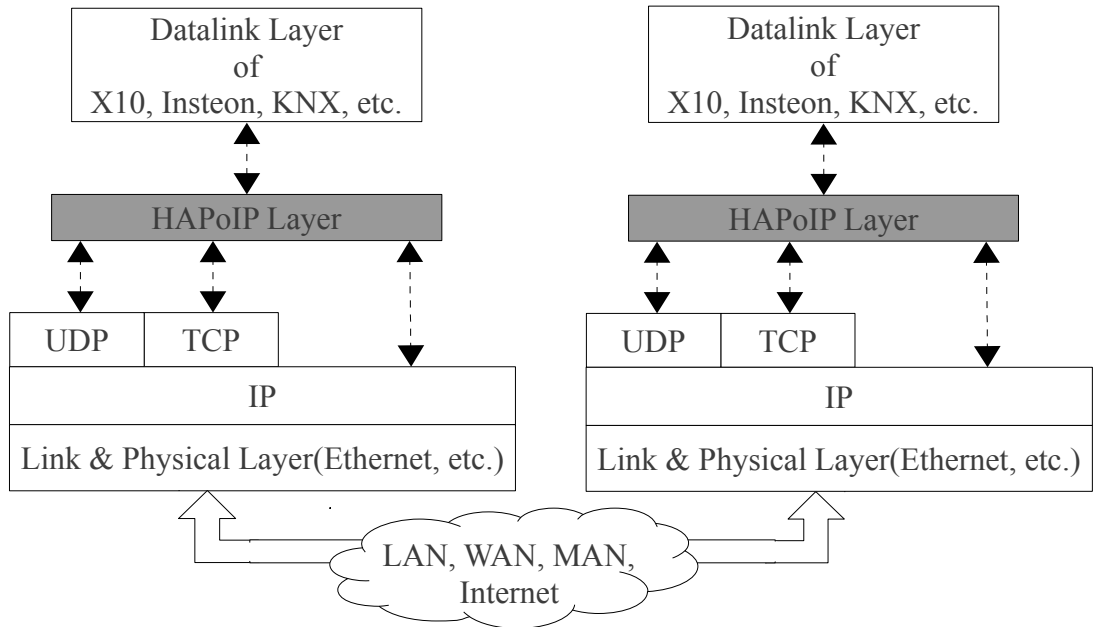 Datalink Layer
of
X10, Insteon, KNX, etc.
HAPoIP Layer
UDP
TCP
IP
Link & Physical Layer(Ethernet, etc.)
Datalink Layer
of
X10, Insteon, KNX, etc.
HAPoIP Layer
UDP
TCP
IP
Link & Physical Layer(Ethernet, etc.)
LAN, WAN, MAN,
Internet